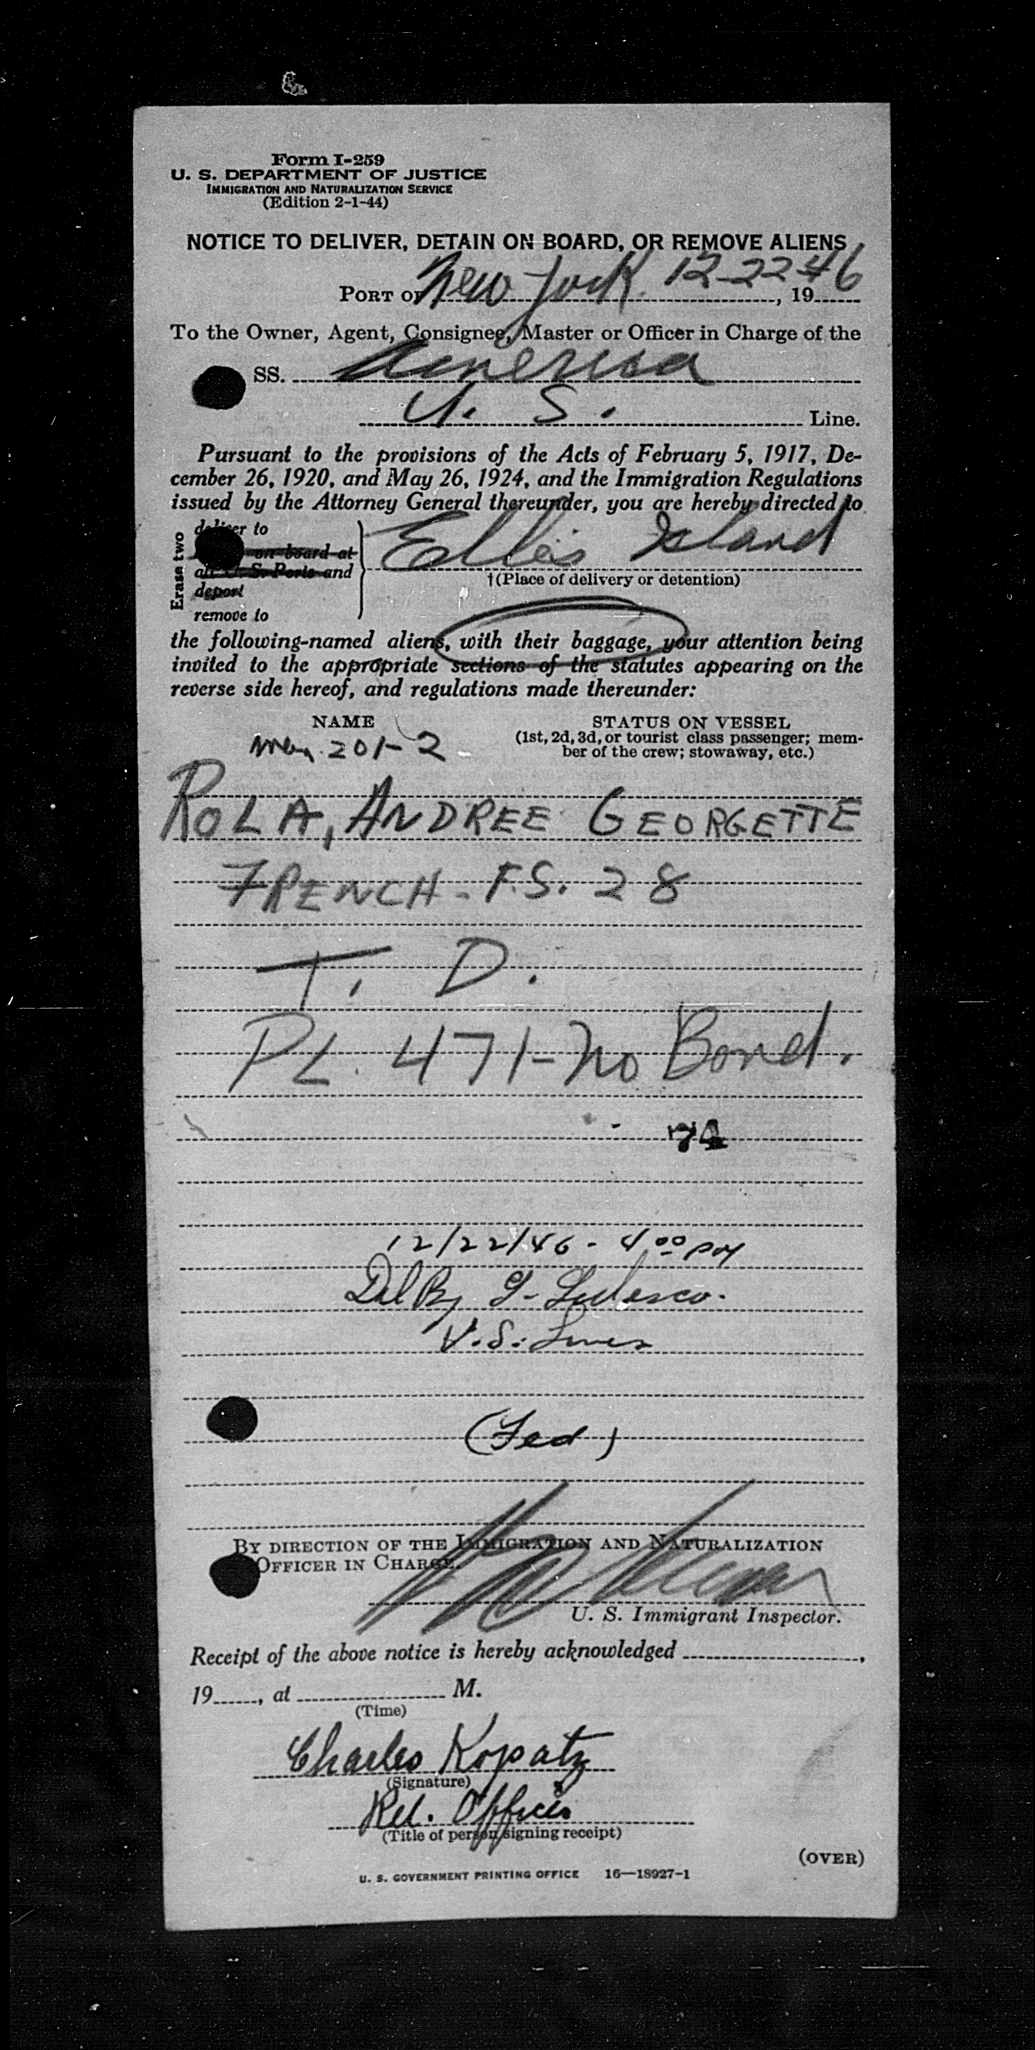 Form I-259
U. S. DEPARTMENT OF JUSTICE
IMMIGRATION AND NATURALIZATION SERVICE
(Edition 2-1-44)
NOTICE TO DELIVER, DETAIN ON BOARD, OR REMOVE ALIENS
PORT OF New York. 12-22-46, 19
To the Owner, Agent, Consignee, Master or Officer in Charge of the
SS. America
U. S. Line.
Pursuant to the provisions of the Acts of February 5, 1917, De-
cember 26, 1920, and May 26, 1924, and the Immigration Regulations
issued by the Attorney General thereunder, you are hereby directed to
Erase two
deliver to
on board at
all U. S. Ports and
deport
remove to
Ellis Island
†(Place of delivery or detention)
the following-named aliens, with their baggage, your attention being
invited to the appropriate sections of the statutes appearing on the
reverse side hereof, and regulations made thereunder:
NAME
STATUS ON VESSEL
(1st, 2d, 3d, or tourist class passenger; mem-
ber of the crew; stowaway, etc.)
Man. 201-2
ROLA, ANDREE GEORGETTE
FRENCH - F.S. 28
T. D.
PL. 471-No Bond.
74
12/22/46 - 4 00 PM
Del By
U.S. Lines
BY DIRECTION OF THE IMMIGRATION AND NATURALIZATION
OFFICER IN CHARGE.
U. S. Immigrant Inspector.
Receipt of the above notice is hereby acknowledged ,
19 , at M.
(Time)
Charles Kopatz
(Signature)
Rel. Officer
(Title of person signing receipt)
(OVER)
U. S. GOVERNMENT PRINTING OFFICE 16—18927-1